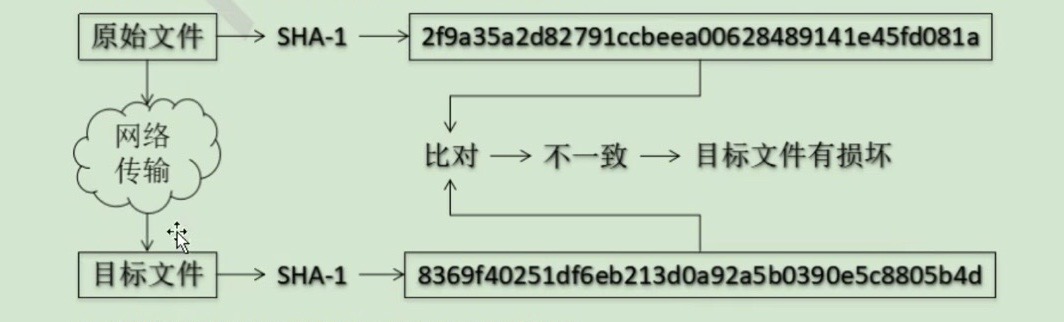 原始文件 SHA-1 2f9a35a2d82791ccbeea00628489141e45fd081a
网络
传输
比对 不一致 目标文件有损坏
目标文件 SHA-1 8369f40251df6eb213d0a92a5b0390e5c8805b4d